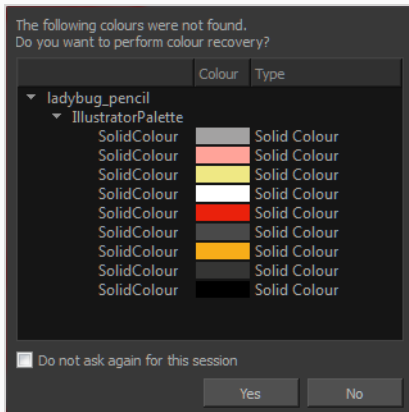 The following colours were not found.
Do you want to perform colour recovery?
Colour Type
ladybug_pencil
IllustratorPalette
SolidColour Solid Colour
SolidColour Solid Colour
SolidColour Solid Colour
SolidColour Solid Colour
SolidColour Solid Colour
SolidColour Solid Colour
SolidColour Solid Colour
SolidColour Solid Colour
SolidColour Solid Colour
Do not ask again for this session
Yes No